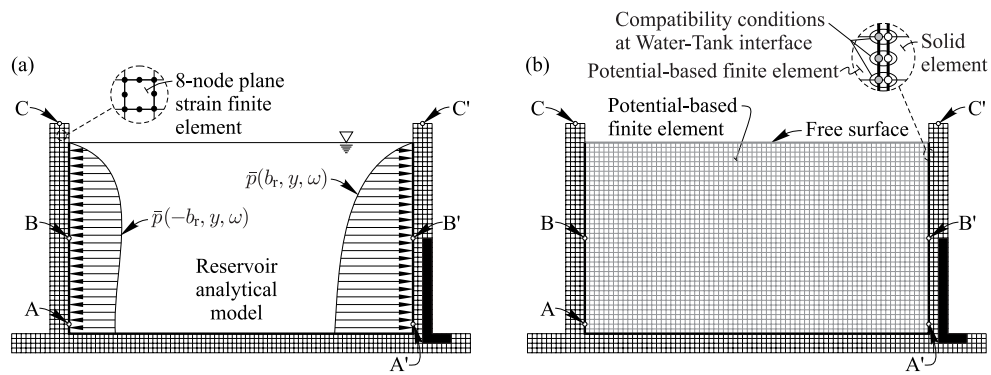 (a)
8-node plane
strain finite
element
C
C'
p̄(b_r, y, ω)
p̄(-b_r, y, ω)
B
B'
Reservoir
analytical
model
A
A'
(b)
Compatibility conditions
at Water-Tank interface
Potential-based finite element
Solid
element
C
C'
Potential-based
finite element
Free surface
B
B'
A
A'